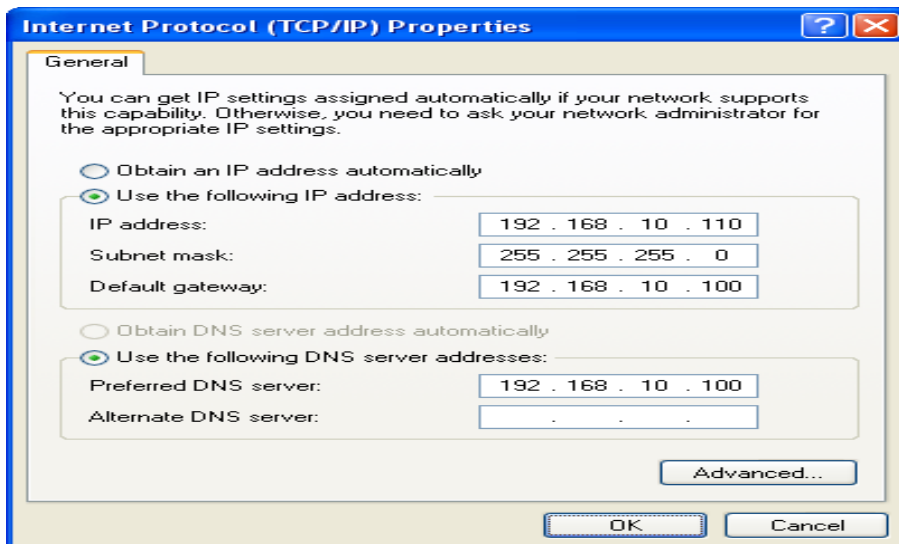 Internet Protocol (TCP/IP) Properties
General
You can get IP settings assigned automatically if your network supports
this capability. Otherwise, you need to ask your network administrator for
the appropriate IP settings.
Obtain an IP address automatically
Use the following IP address:
IP address: 192 . 168 . 10 . 110
Subnet mask: 255 . 255 . 255 . 0
Default gateway: 192 . 168 . 10 . 100
Obtain DNS server address automatically
Use the following DNS server addresses:
Preferred DNS server: 192 . 168 . 10 . 100
Alternate DNS server: . . .
Advanced...
OK Cancel